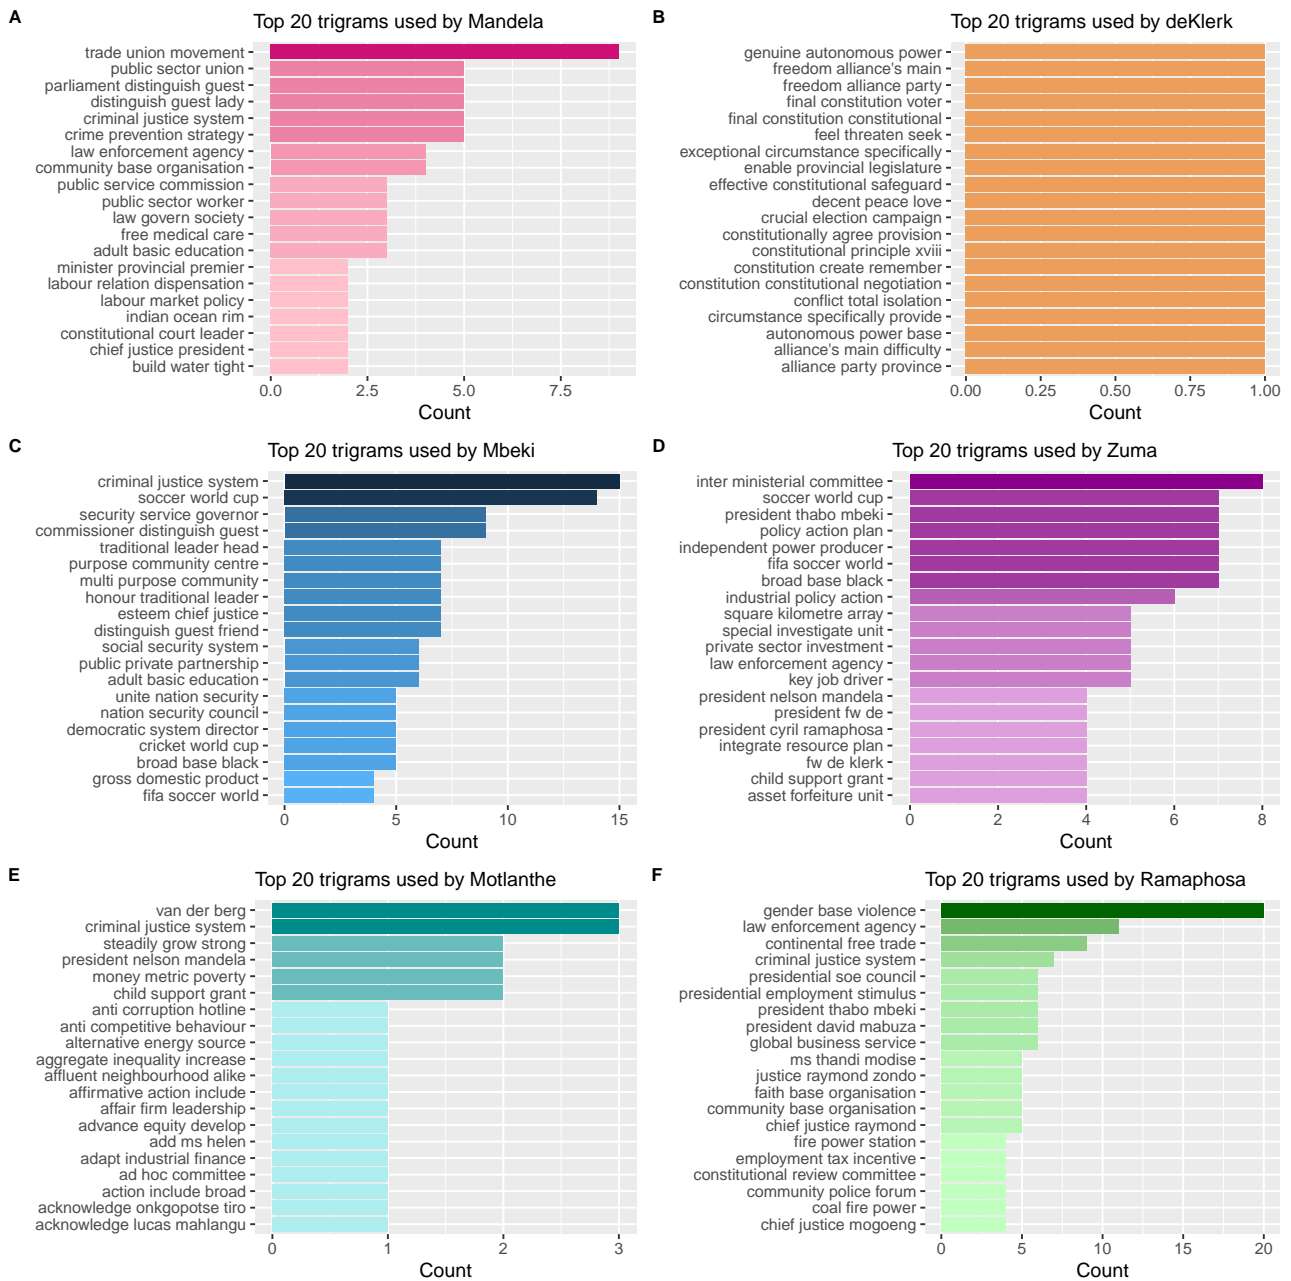 A
Top 20 trigrams used by Mandela
trade union movement
public sector union
parliament distinguish guest
distinguish guest lady
criminal justice system
crime prevention strategy
law enforcement agency
community base organisation
public service commission
public sector worker
law govern society
free medical care
adult basic education
minister provincial premier
labour relation dispensation
labour market policy
indian ocean rim
constitutional court leader
chief justice president
build water tight
0.0 2.5 5.0 7.5
Count
B
Top 20 trigrams used by deKlerk
genuine autonomous power
freedom alliance's main
freedom alliance party
final constitution voter
final constitution constitutional
feel threaten seek
exceptional circumstance specifically
enable provincial legislature
effective constitutional safeguard
decent peace love
crucial election campaign
constitutionally agree provision
constitutional principle xviii
constitution create remember
constitution constitutional negotiation
conflict total isolation
circumstance specifically provide
autonomous power base
alliance's main difficulty
alliance party province
0.00 0.25 0.50 0.75 1.00
Count
C
Top 20 trigrams used by Mbeki
criminal justice system
soccer world cup
security service governor
commissioner distinguish guest
traditional leader head
purpose community centre
multi purpose community
honour traditional leader
esteem chief justice
distinguish guest friend
social security system
public private partnership
adult basic education
unite nation security
nation security council
democratic system director
cricket world cup
broad base black
gross domestic product
fifa soccer world
0 5 10 15
Count
D
Top 20 trigrams used by Zuma
inter ministerial committee
soccer world cup
president thabo mbeki
policy action plan
independent power producer
fifa soccer world
broad base black
industrial policy action
square kilometre array
special investigate unit
private sector investment
law enforcement agency
key job driver
president nelson mandela
president fw de
president cyril ramaphosa
integrate resource plan
fw de klerk
child support grant
asset forfeiture unit
0 2 4 6 8
Count
E
Top 20 trigrams used by Motlanthe
van der berg
criminal justice system
steadily grow strong
president nelson mandela
money metric poverty
child support grant
anti corruption hotline
anti competitive behaviour
alternative energy source
aggregate inequality increase
affluent neighbourhood alike
affirmative action include
affair firm leadership
advance equity develop
add ms helen
adapt industrial finance
ad hoc committee
action include broad
acknowledge onkgopotse tiro
acknowledge lucas mahlangu
0 1 2 3
Count
F
Top 20 trigrams used by Ramaphosa
gender base violence
law enforcement agency
continental free trade
criminal justice system
presidential soe council
presidential employment stimulus
president thabo mbeki
president david mabuza
global business service
ms thandi modise
justice raymond zondo
faith base organisation
community base organisation
chief justice raymond
fire power station
employment tax incentive
constitutional review committee
community police forum
coal fire power
chief justice mogoeng
0 5 10 15 20
Count